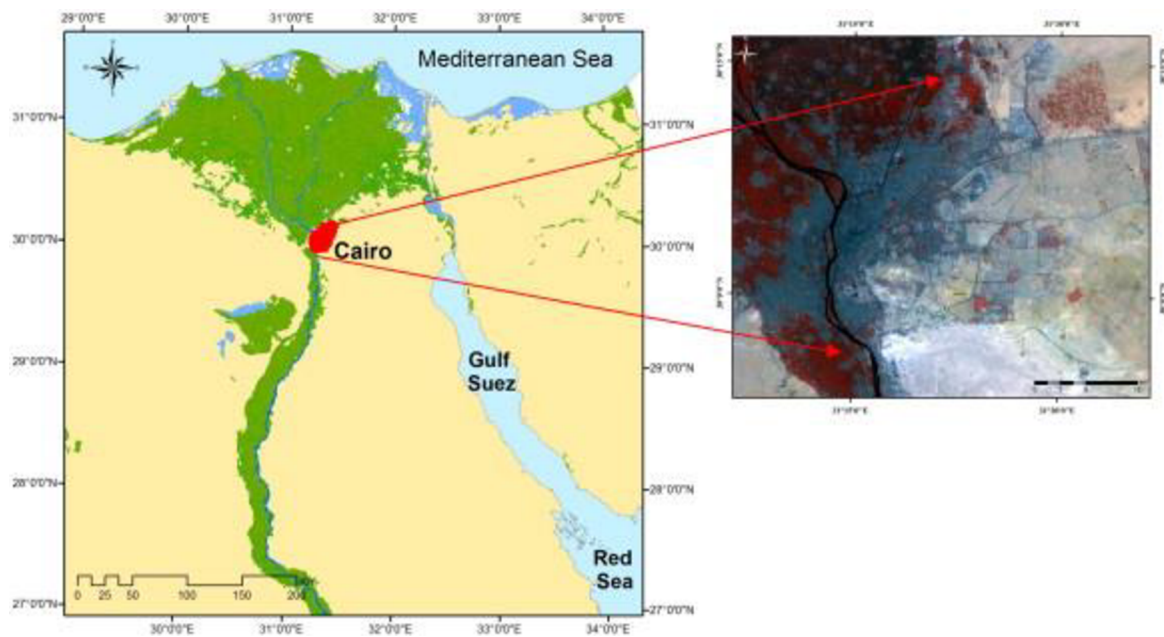 29°0'0"E 30°0'0"E 31°0'0"E 32°0'0"E 33°0'0"E 34°0'0"E
Mediterranean Sea
31°0'0"N
31°0'0"N
30°0'0"N
30°0'0"N
Cairo
29°0'0"N
29°0'0"N
Gulf
Suez
28°0'0"N
28°0'0"N
Red
Sea
0 25 50 100 150 200
27°0'0"N
27°0'0"N
30°0'0"E 31°0'0"E 32°0'0"E 33°0'0"E 34°0'0"E